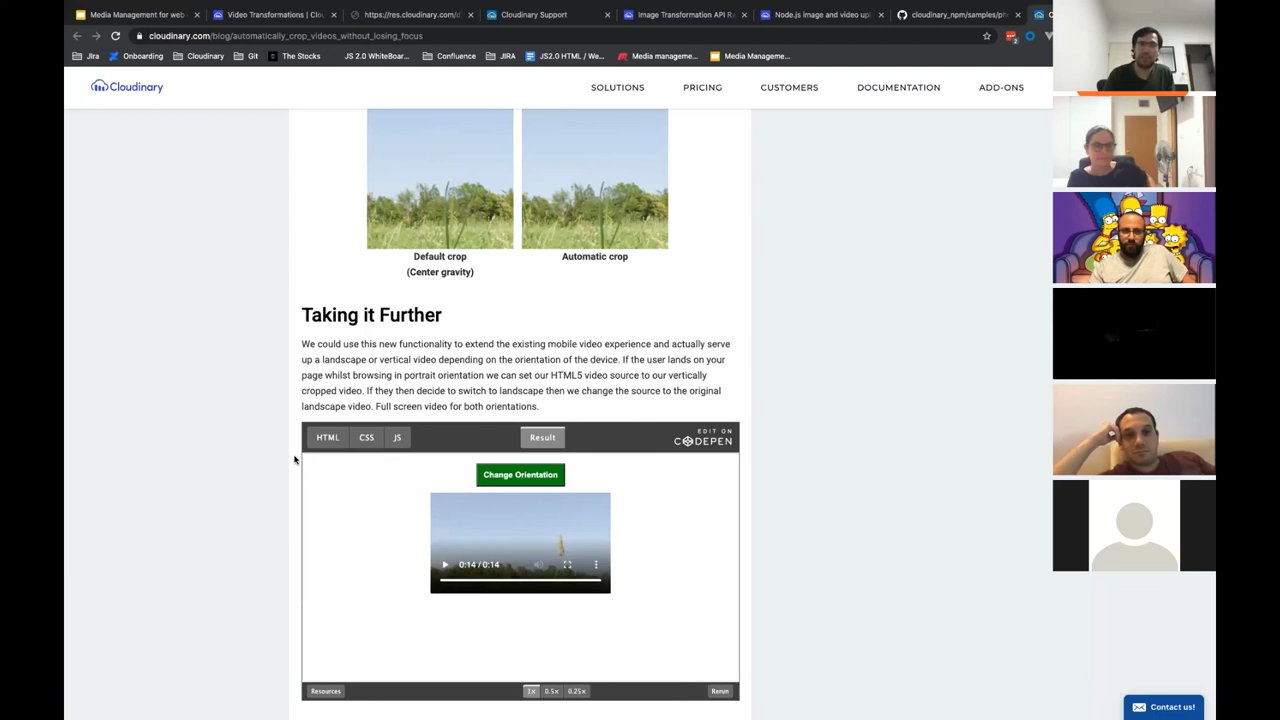 Media Management for web
Video Transformations | Clou
https://res.cloudinary.com/d
Cloudinary Support
Image Transformation API Re
Node.js image and video upl
cloudinary_npm/samples/pho
cloudinary.com/blog/automatically_crop_videos_without_losing_focus
Jira Onboarding Cloudinary Git The Stocks JS 2.0 WhiteBoar... Confluence JIRA JS2.0 HTML / We... Media manageme... Media Manageme...
Cloudinary
SOLUTIONS PRICING CUSTOMERS DOCUMENTATION ADD-ONS
Default crop
(Center gravity)
Automatic crop
Taking it Further
We could use this new functionality to extend the existing mobile video experience and actually serve
up a landscape or vertical video depending on the orientation of the device. If the user lands on your
page whilst browsing in portrait orientation we can set our HTML5 video source to our vertically
cropped video. If they then decide to switch to landscape then we change the source to the original
landscape video. Full screen video for both orientations.
HTML CSS JS Result
EDIT ON
CODEPEN
Change Orientation
0:14 / 0:14
Resources 1× 0.5× 0.25× Rerun
Contact us!